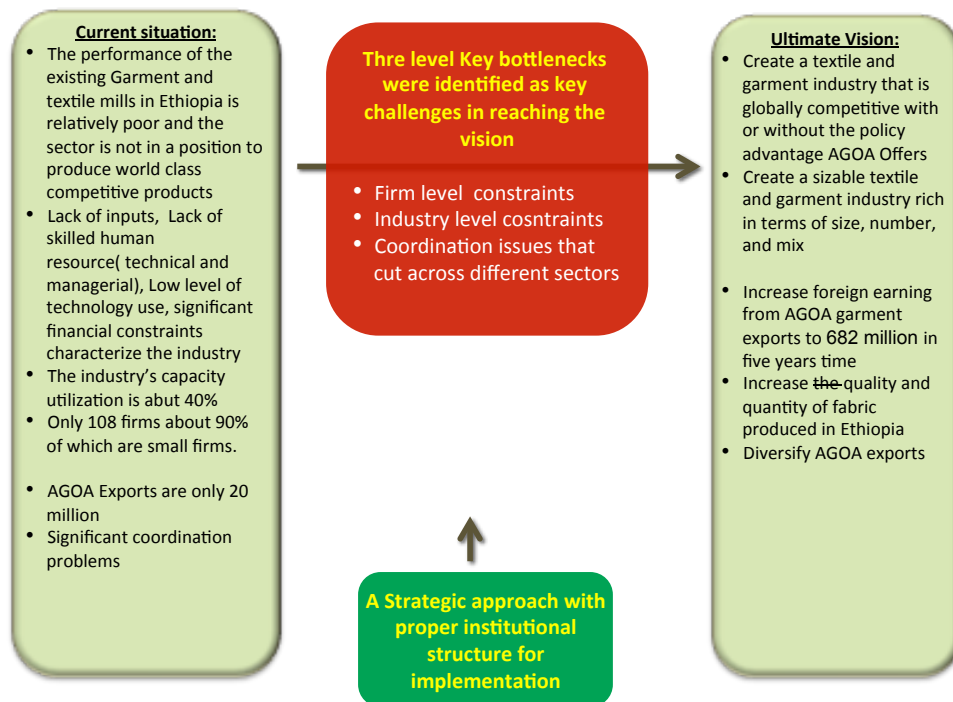 Current situation:
• The performance of the
existing Garment and
textile mills in Ethiopia is
relatively poor and the
sector is not in a position to
produce world class
competitive products
• Lack of inputs, Lack of
skilled human
resource( technical and
managerial), Low level of
technology use, significant
financial constraints
characterize the industry
• The industry's capacity
utilization is abut 40%
• Only 108 firms about 90%
of which are small firms.
• AGOA Exports are only 20
million
• Significant coordination
problems
Thre level Key bottlenecks
were identified as key
challenges in reaching the
vision
• Firm level constraints
• Industry level cosntraints
• Coordination issues that
cut across different sectors
A Strategic approach with
proper institutional
structure for
implementation
Ultimate Vision:
• Create a textile and
garment industry that is
globally competitive with
or without the policy
advantage AGOA Offers
• Create a sizable textile
and garment industry rich
in terms of size, number,
and mix
• Increase foreign earning
from AGOA garment
exports to 682 million in
five years time
• Increase the quality and
quantity of fabric
produced in Ethiopia
• Diversify AGOA exports